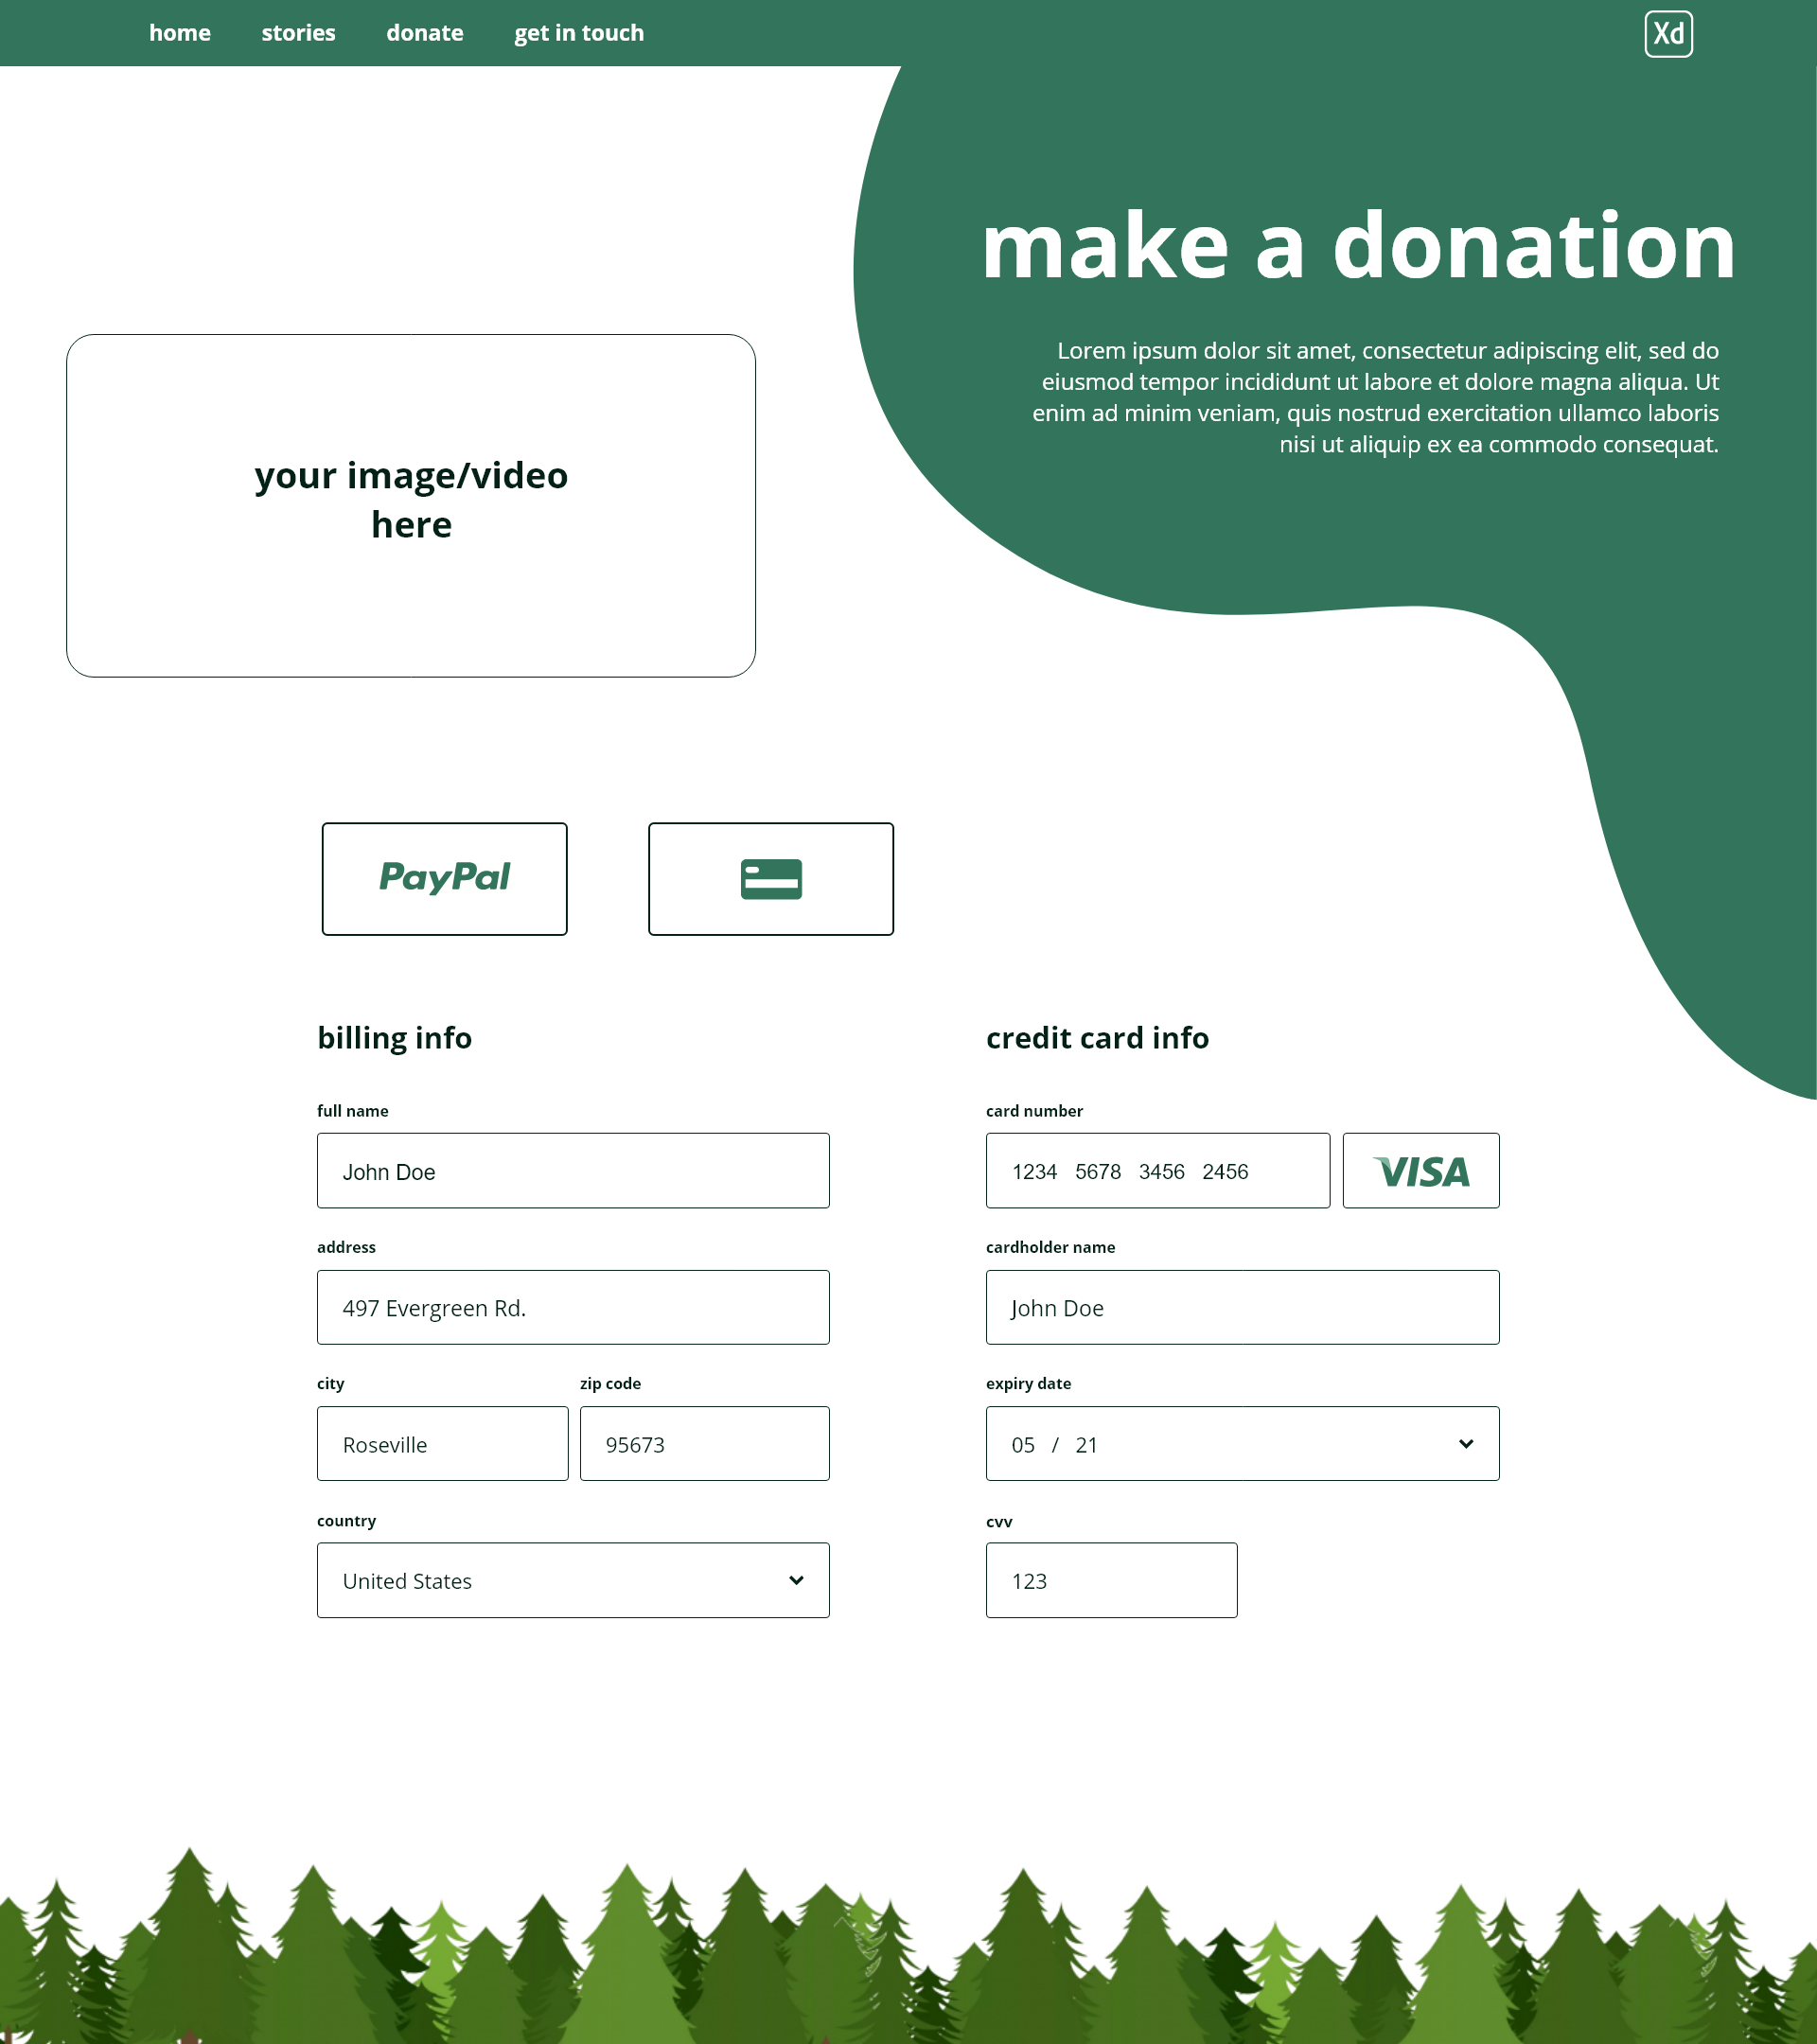 home stories donate get in touch Xd
make a donation
Lorem ipsum dolor sit amet, consectetur adipiscing elit, sed do
eiusmod tempor incididunt ut labore et dolore magna aliqua. Ut
enim ad minim veniam, quis nostrud exercitation ullamco laboris
nisi ut aliquip ex ea commodo consequat.
your image/video
here
PayPal
billing info
full name
John Doe
address
497 Evergreen Rd.
city zip code
Roseville 95673
country
United States
credit card info
card number
1234 5678 3456 2456 VISA
cardholder name
John Doe
expiry date
05 / 21
cvv
123